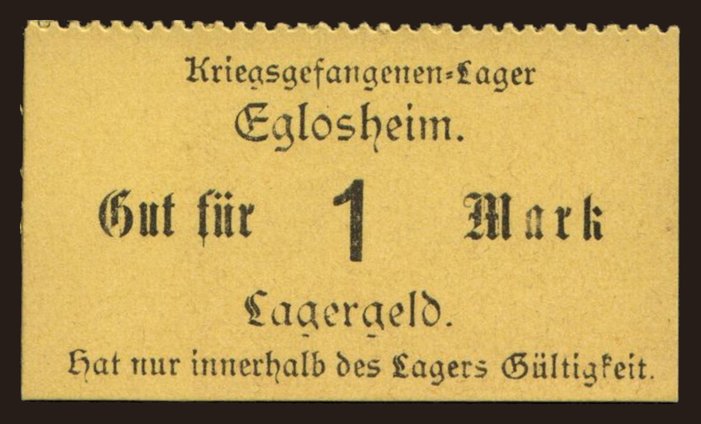 Kriegsgefangenen-Lager
Eglosheim.
Gut für 1 Mark
Lagergeld.
Hat nur innerhalb des Lagers Gültigkeit.